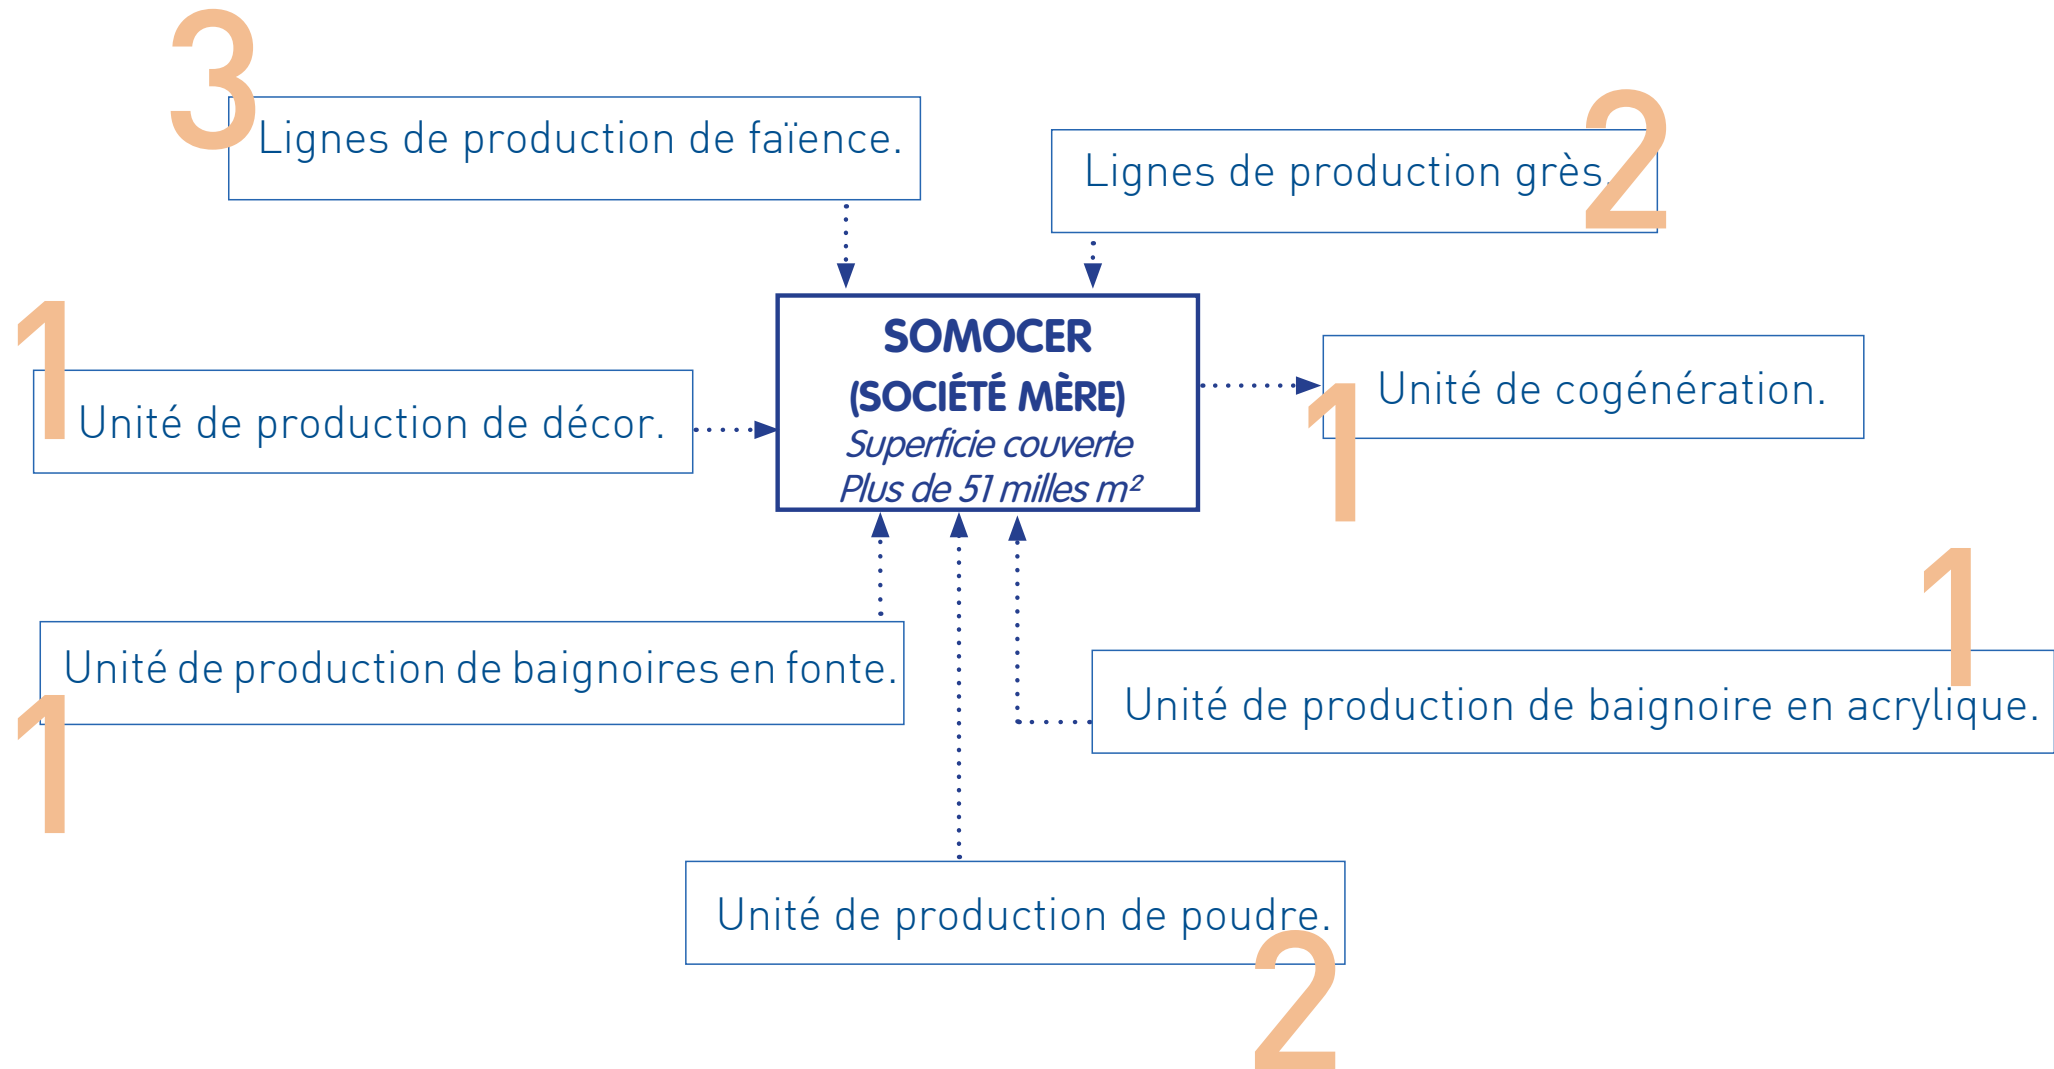 3
Lignes de production de faïence.
2
Lignes de production grès.
SOMOCER
(SOCIÉTÉ MÈRE)
Superficie couverte
Plus de 51 milles m²
1
Unité de production de décor.
1
Unité de cogénération.
1
Unité de production de baignoires en fonte.
1
Unité de production de baignoire en acrylique.
Unité de production de poudre.
2